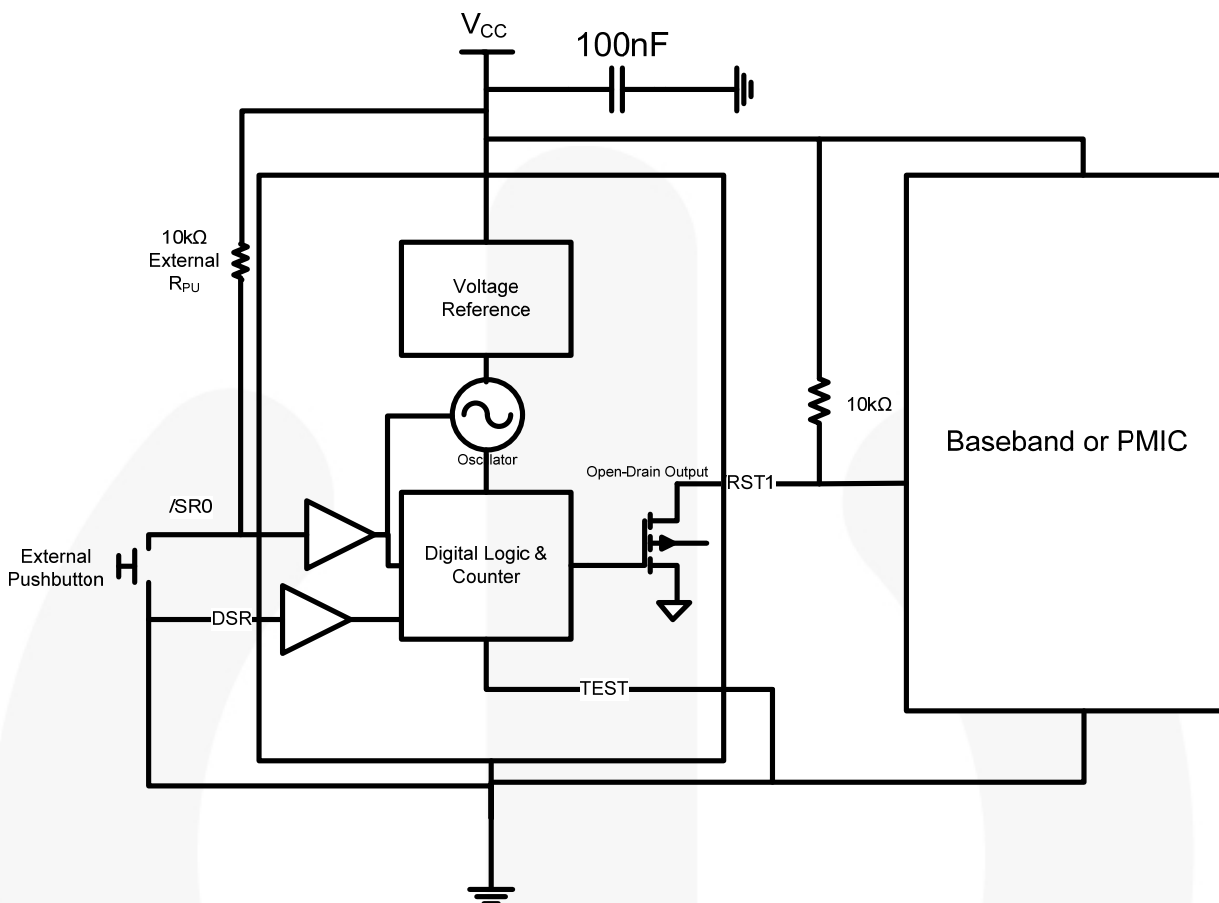 VCC
100nF
10kΩ
External
RPU
Voltage
Reference
Oscillator
10kΩ
Baseband or PMIC
Open-Drain Output
RST1
/SR0
External
Pushbutton
Digital Logic &
Counter
DSR
TEST